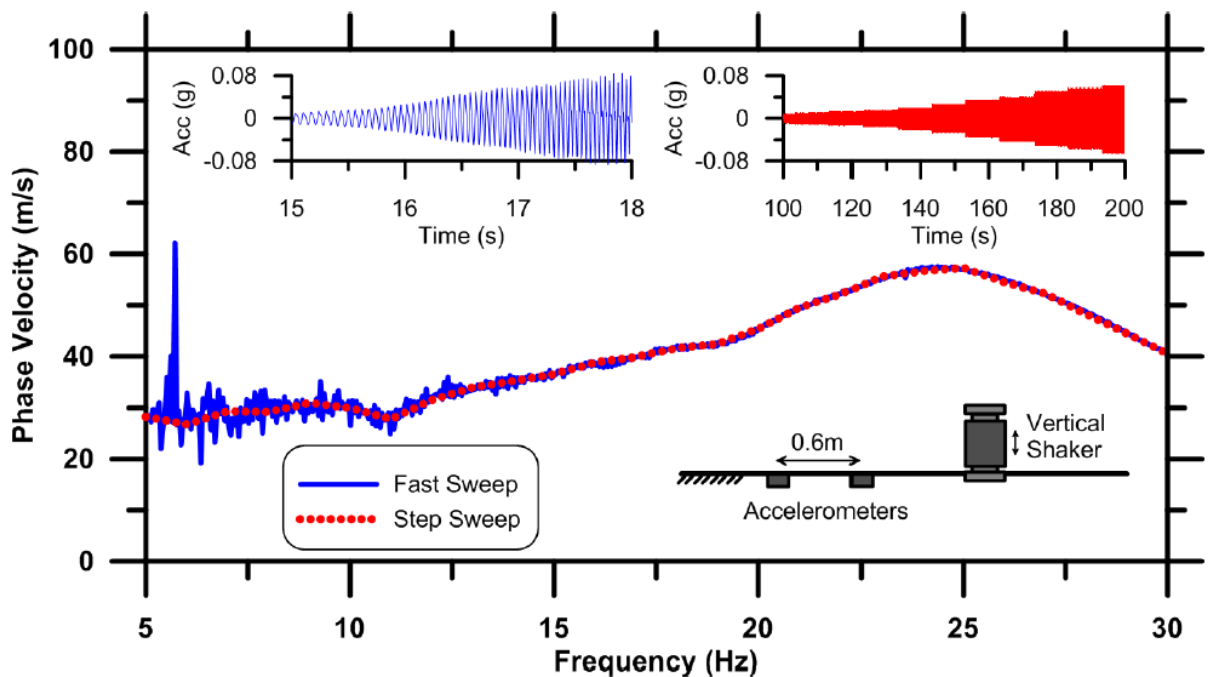 100
80
60
40
20
0
Phase Velocity (m/s)
5
10
15
20
25
30
Frequency (Hz)
0.08
0
-0.08
Acc (g)
15
16
17
18
Time (s)
0.08
0
-0.08
Acc (g)
100
120
140
160
180
200
Time (s)
Fast Sweep
Step Sweep
0.6m
Accelerometers
Vertical
Shaker